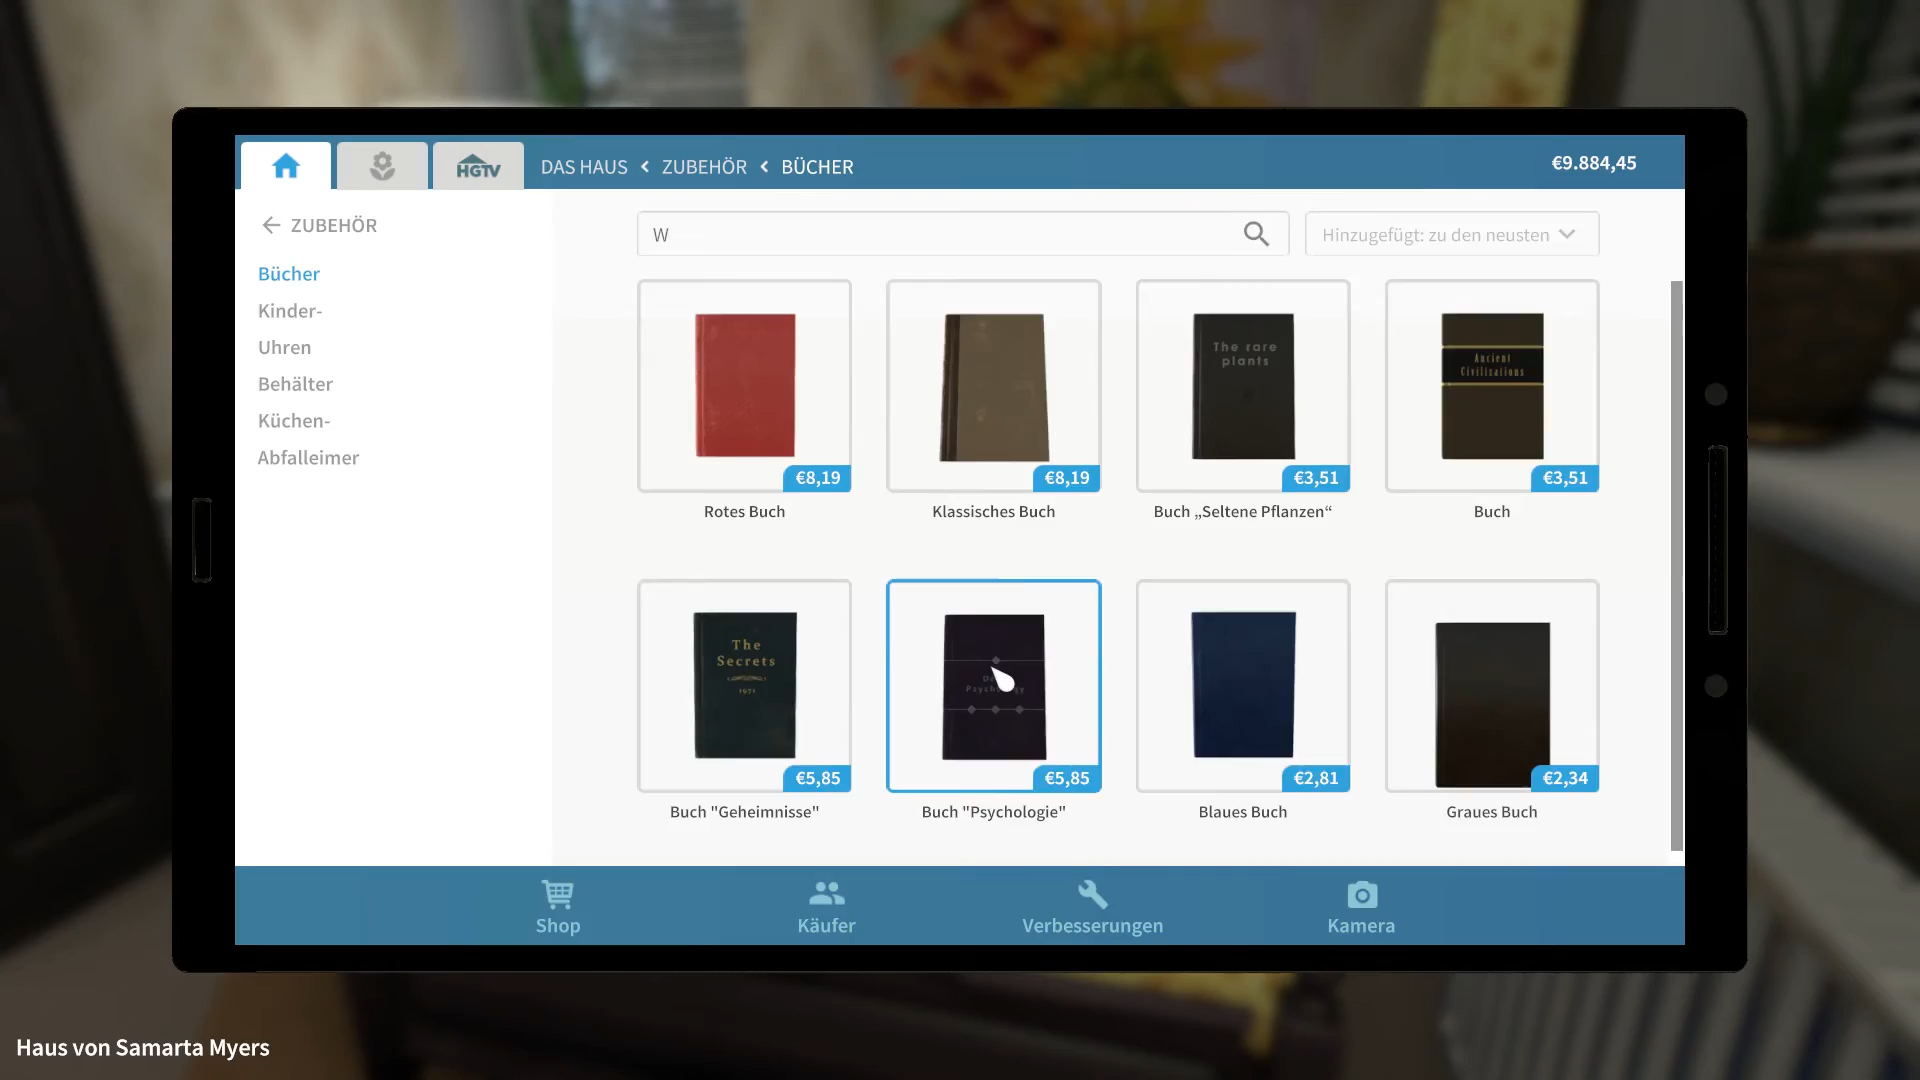 HGTV
DAS HAUS < ZUBEHÖR < BÜCHER
€9.884,45
ZUBEHÖR
Bücher
Kinder-
Uhren
Behälter
Küchen-
Abfalleimer
W
Hinzugefügt: zu den neusten
The rare
plants
Ancient
Civilisations
€8,19
€8,19
€3,51
€3,51
Rotes Buch
Klassisches Buch
Buch „Seltene Pflanzen“
Buch
The
Secrets
1971
€5,85
€5,85
€2,81
€2,34
Buch "Geheimnisse"
Buch "Psychologie"
Blaues Buch
Graues Buch
Shop
Käufer
Verbesserungen
Kamera
Haus von Samarta Myers